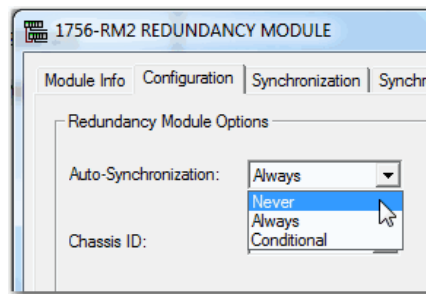 1756-RM2 REDUNDANCY MODULE
Module Info Configuration Synchronization Synchr
Redundancy Module Options
Auto-Synchronization: Always
Never
Always
Conditional
Chassis ID: